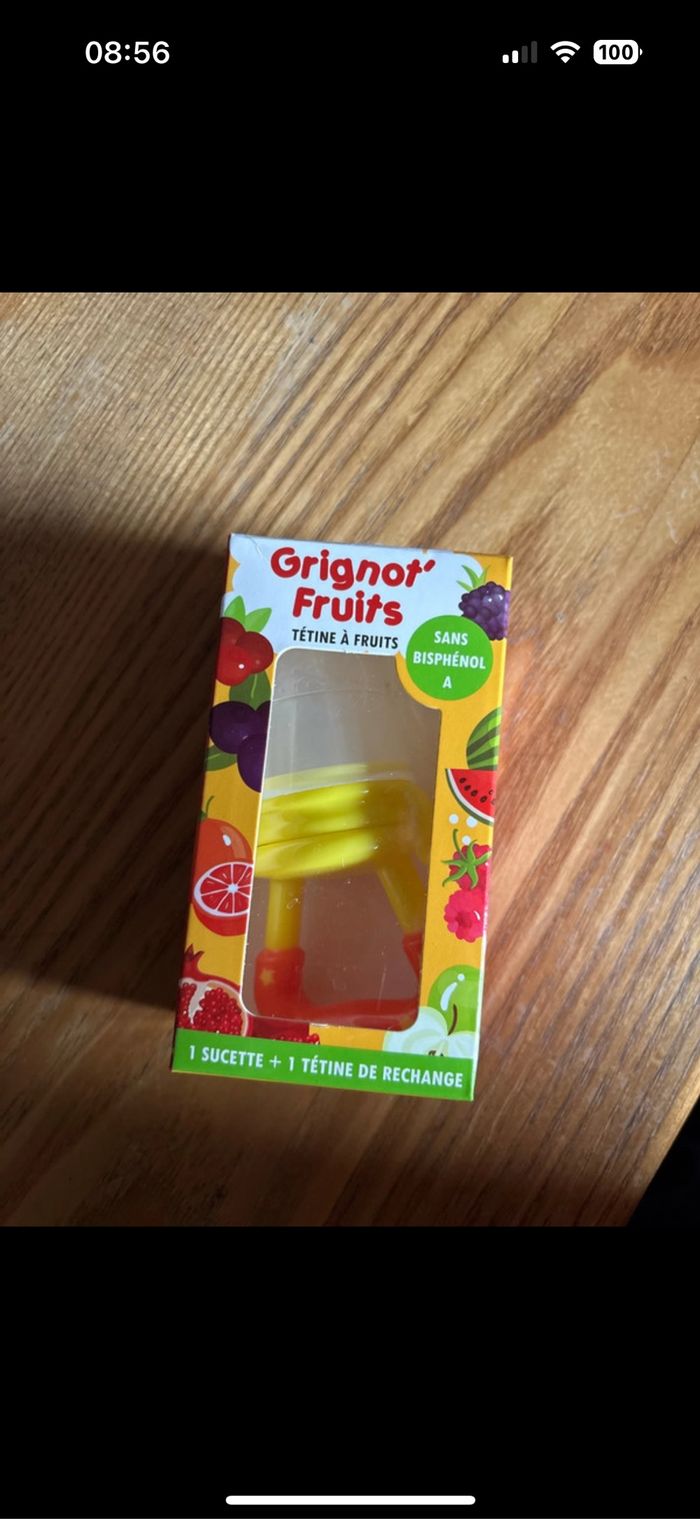 08:56
100
Grignot'
Fruits
TÉTINE À FRUITS
SANS
BISPHÉNOL
A
1 SUCETTE + 1 TÉTINE DE RECHANGE